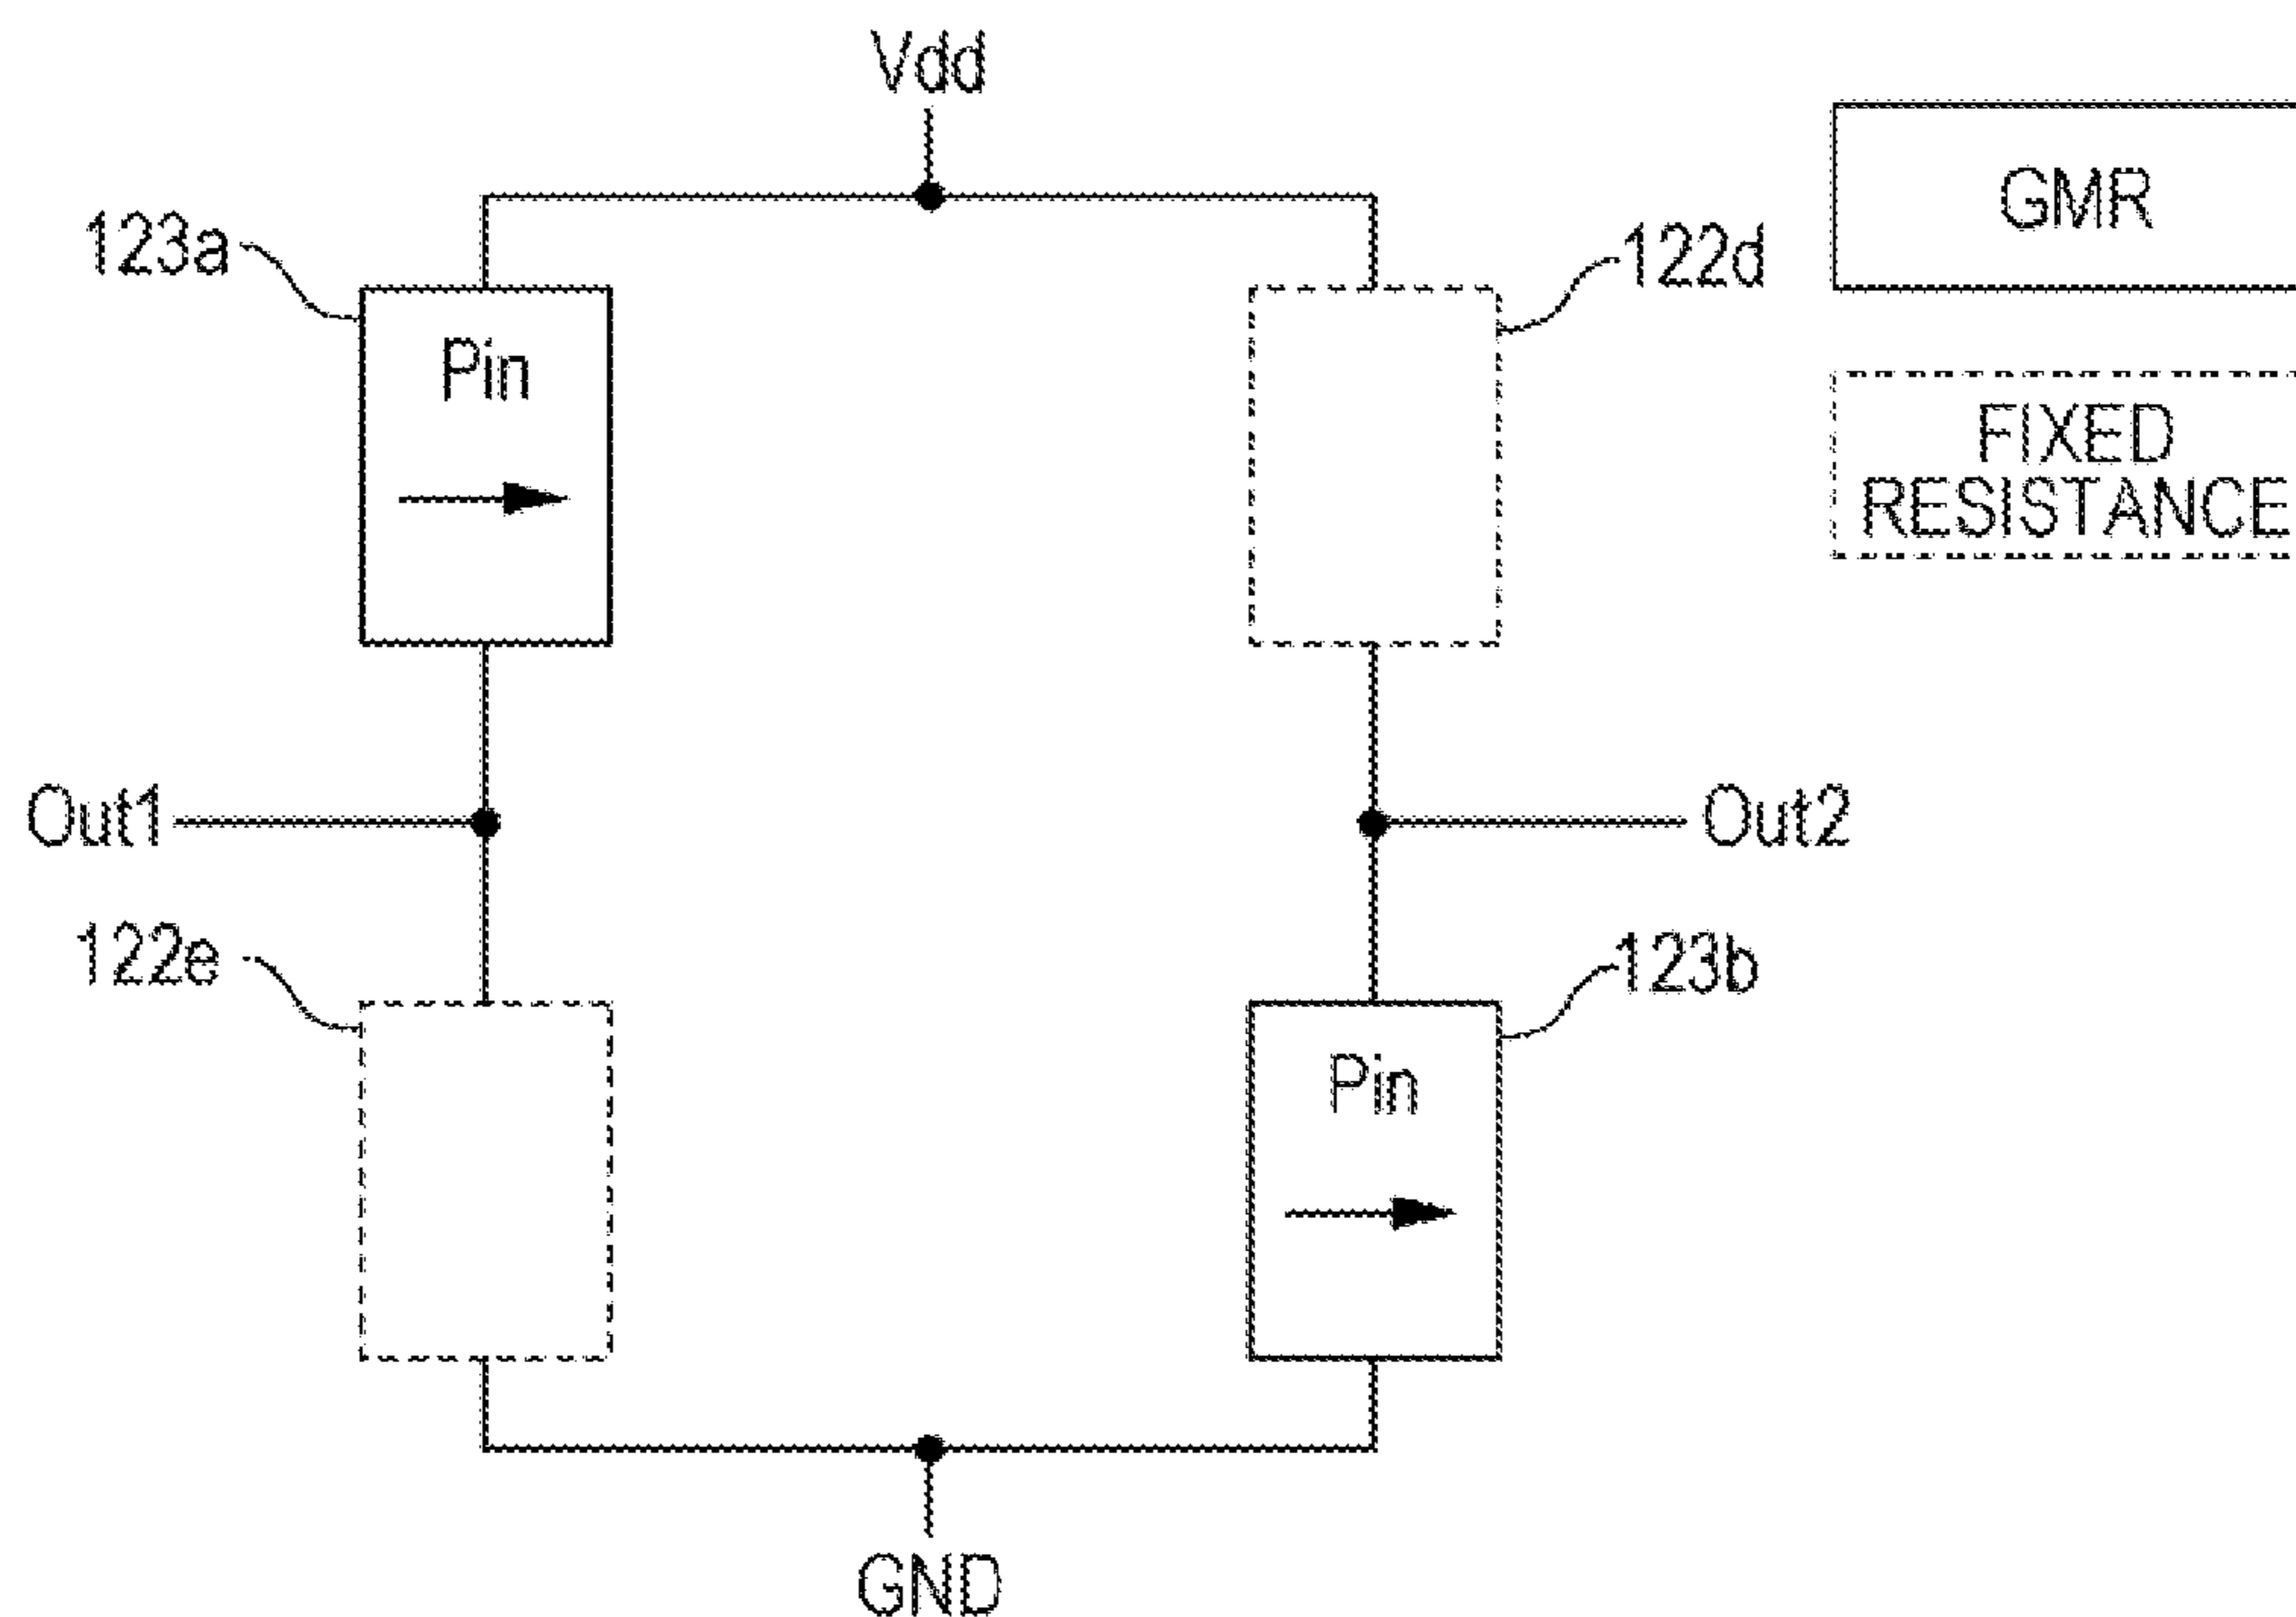 Vdd
GMR
123a
122d
Pin
FIXED
RESISTANCE
Out1
Out2
122e
123b
Pin
GND